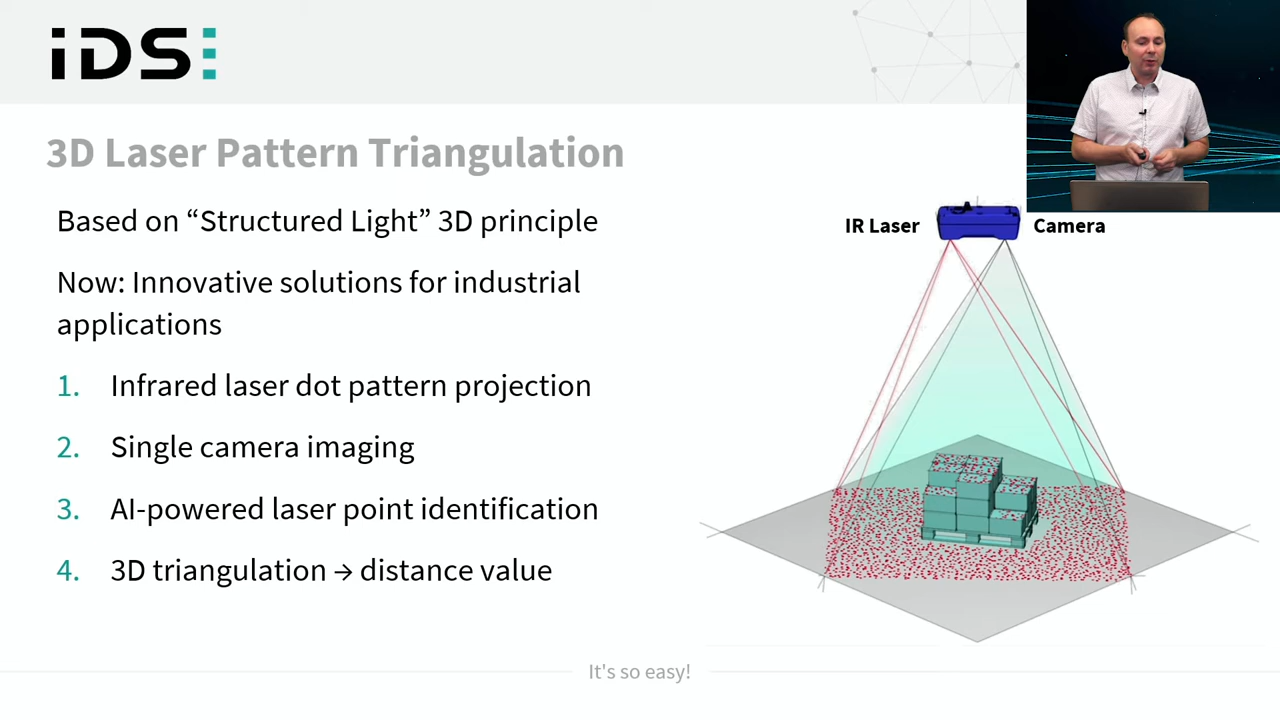 iDS
3D Laser Pattern Triangulation
Based on “Structured Light” 3D principle
Now: Innovative solutions for industrial
applications
1. Infrared laser dot pattern projection
2. Single camera imaging
3. AI-powered laser point identification
4. 3D triangulation → distance value
IR Laser
Camera
It's so easy!